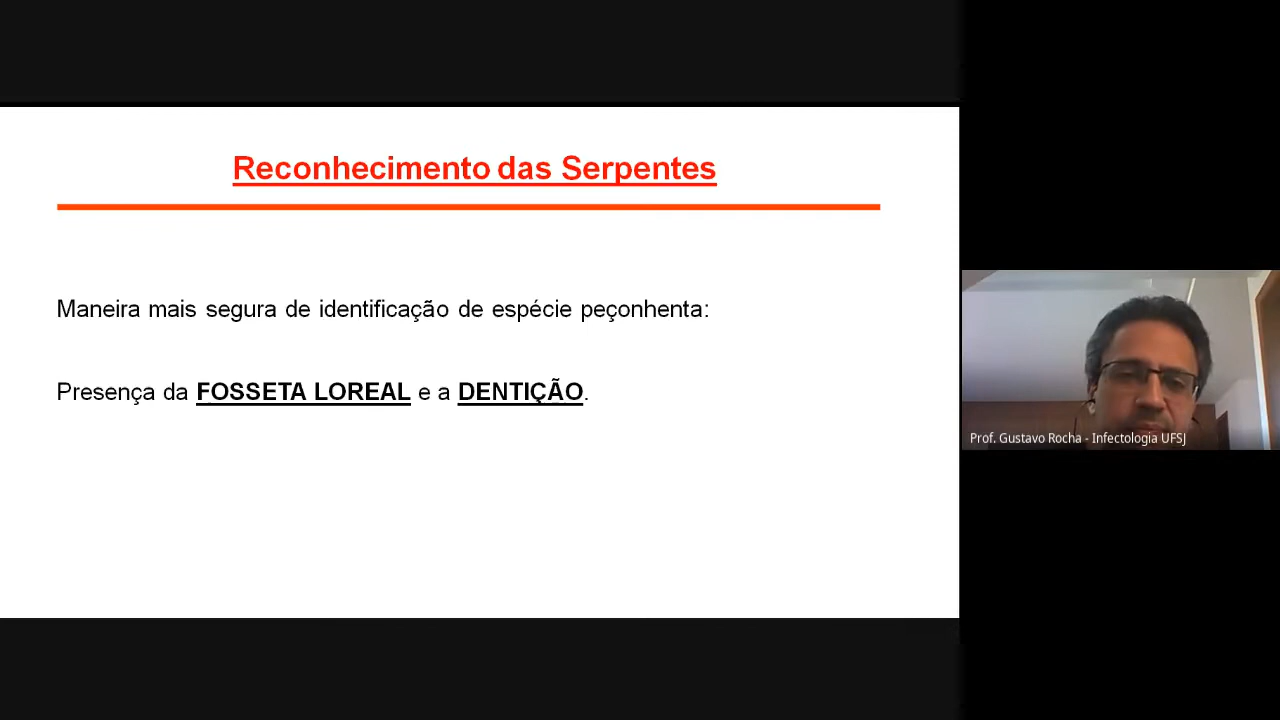 Reconhecimento das Serpentes
Maneira mais segura de identificação de espécie peçonhenta:
Presença da FOSSETA LOREAL e a DENTIÇÃO.
Prof. Gustavo Rocha - Infectologia UFSJ